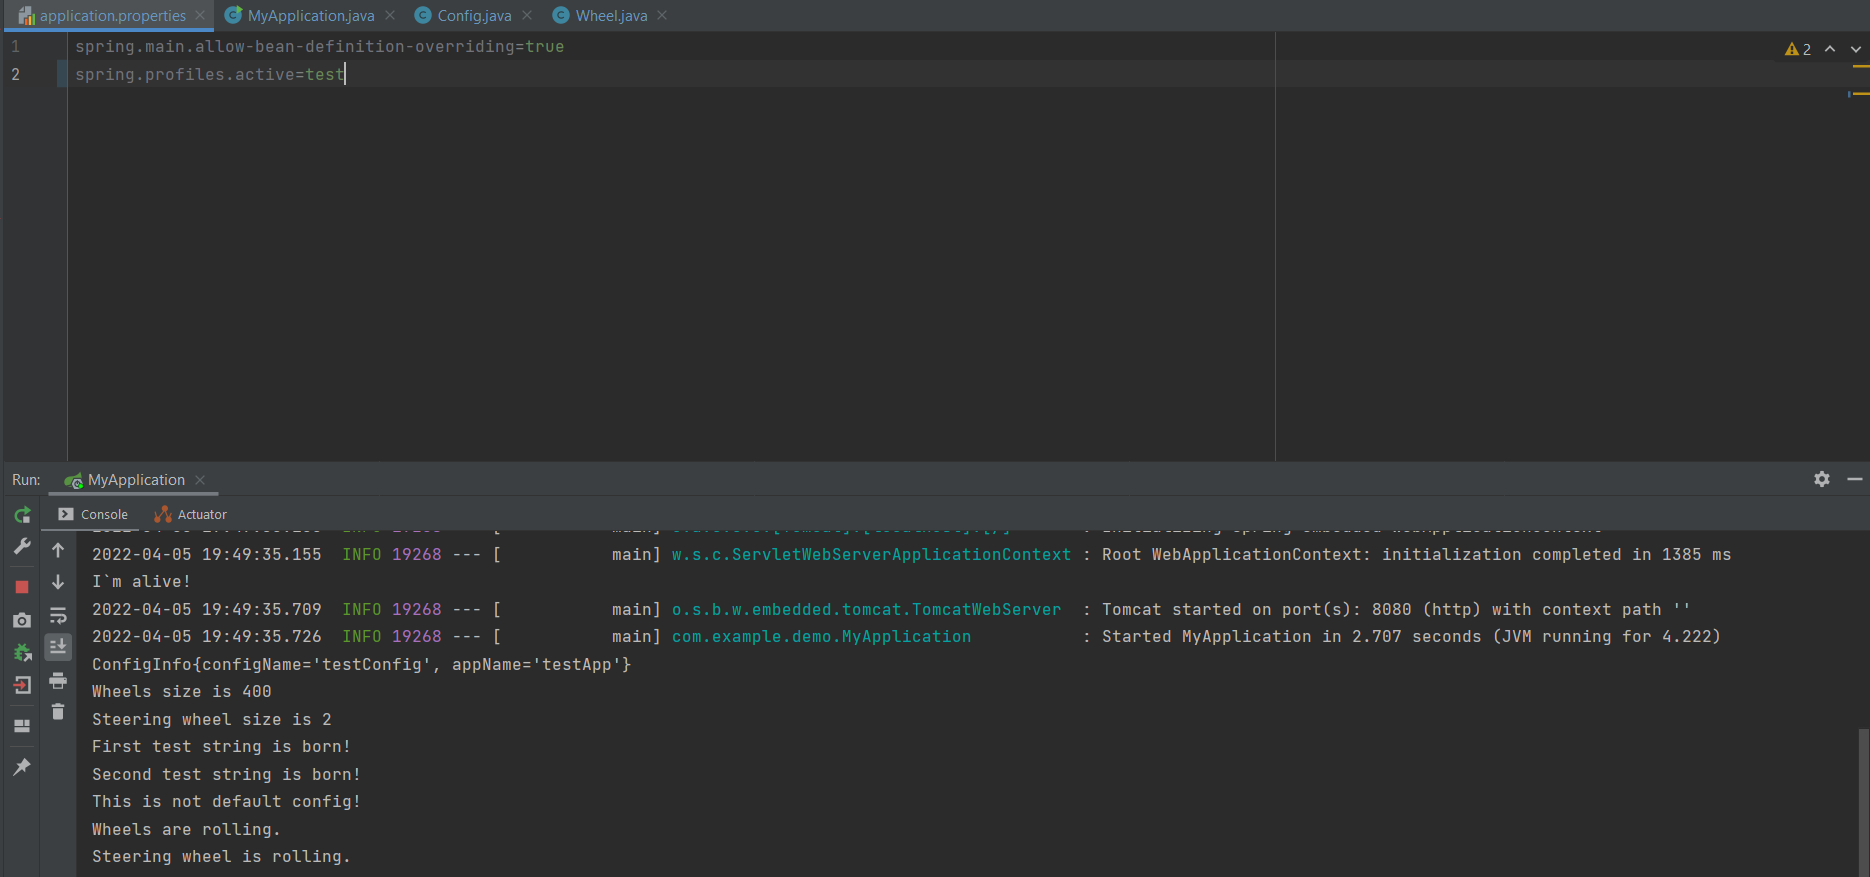 application.properties MyApplication.java Config.java Wheel.java
1 spring.main.allow-bean-definition-overriding=true
2
2 spring.profiles.active=test
Run: MyApplication
Console Actuator
2022-04-05 19:49:35.155 INFO 19268 --- [ main] w.s.c.ServletWebServerApplicationContext : Root WebApplicationContext: initialization completed in 1385 ms
I`m alive!
2022-04-05 19:49:35.709 INFO 19268 --- [ main] o.s.b.w.embedded.tomcat.TomcatWebServer : Tomcat started on port(s): 8080 (http) with context path ''
2022-04-05 19:49:35.726 INFO 19268 --- [ main] com.example.demo.MyApplication : Started MyApplication in 2.707 seconds (JVM running for 4.222)
ConfigInfo{configName='testConfig', appName='testApp'}
Wheels size is 400
Steering wheel size is 2
First test string is born!
Second test string is born!
This is not default config!
Wheels are rolling.
Steering wheel is rolling.